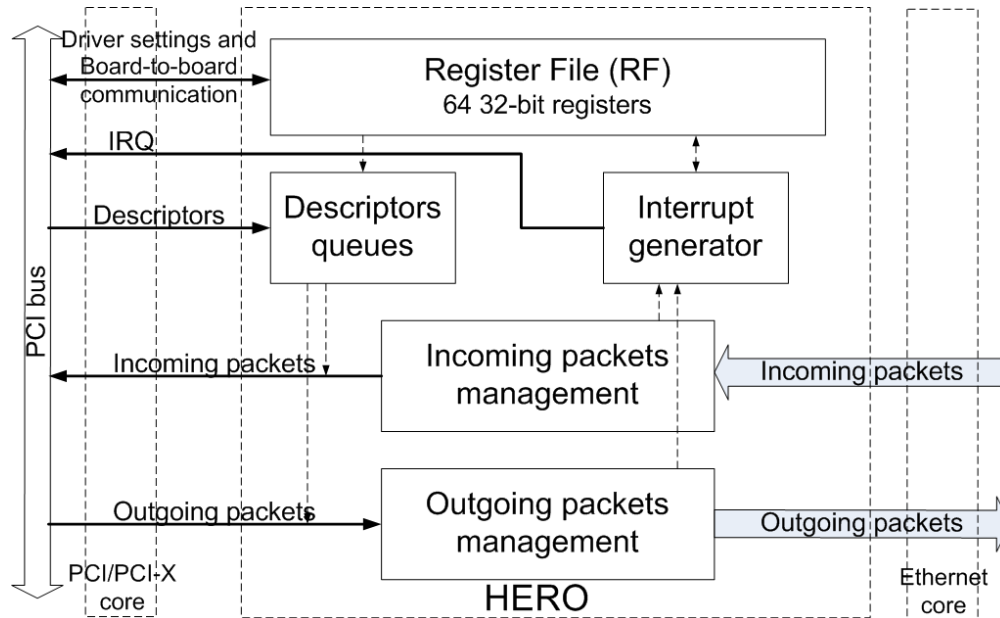 Driver settings and
Board-to-board
communication
Register File (RF)
64 32-bit registers
IRQ
Descriptors
Descriptors
queues
Interrupt
generator
PCI bus
Incoming packets
Incoming packets
management
Incoming packets
Outgoing packets
Outgoing packets
management
Outgoing packets
PCI/PCI-X
core
HERO
Ethernet
core